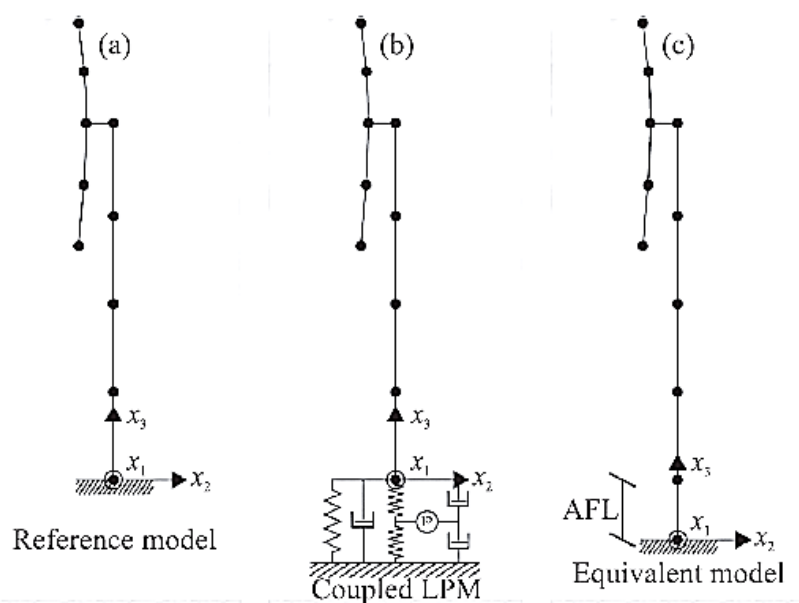 (a)
(b)
(c)
x₃
x₁
x₂
Reference model
x₃
x₁
x₂
Coupled LPM
x₃
AFL
x₁
x₂
Equivalent model